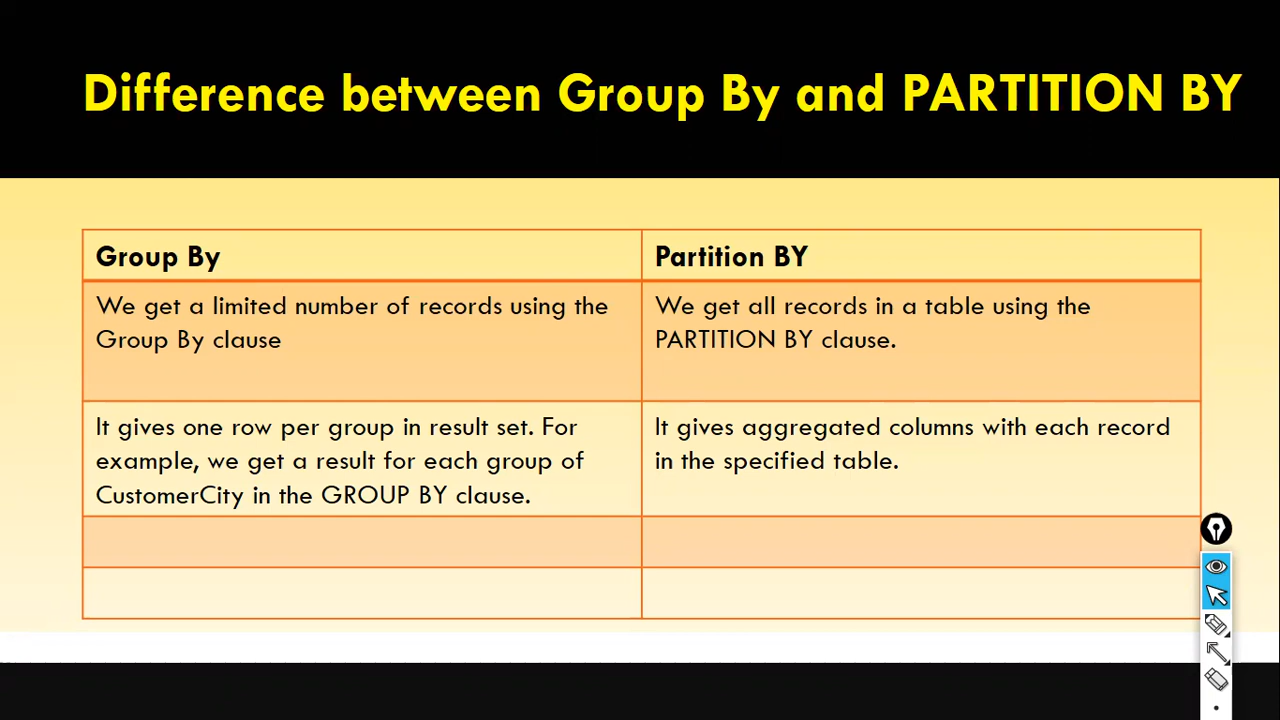 Difference between Group By and PARTITION BY
Group By
Partition BY
We get a limited number of records using the
Group By clause
We get all records in a table using the
PARTITION BY clause.
It gives one row per group in result set. For
example, we get a result for each group of
CustomerCity in the GROUP BY clause.
It gives aggregated columns with each record
in the specified table.